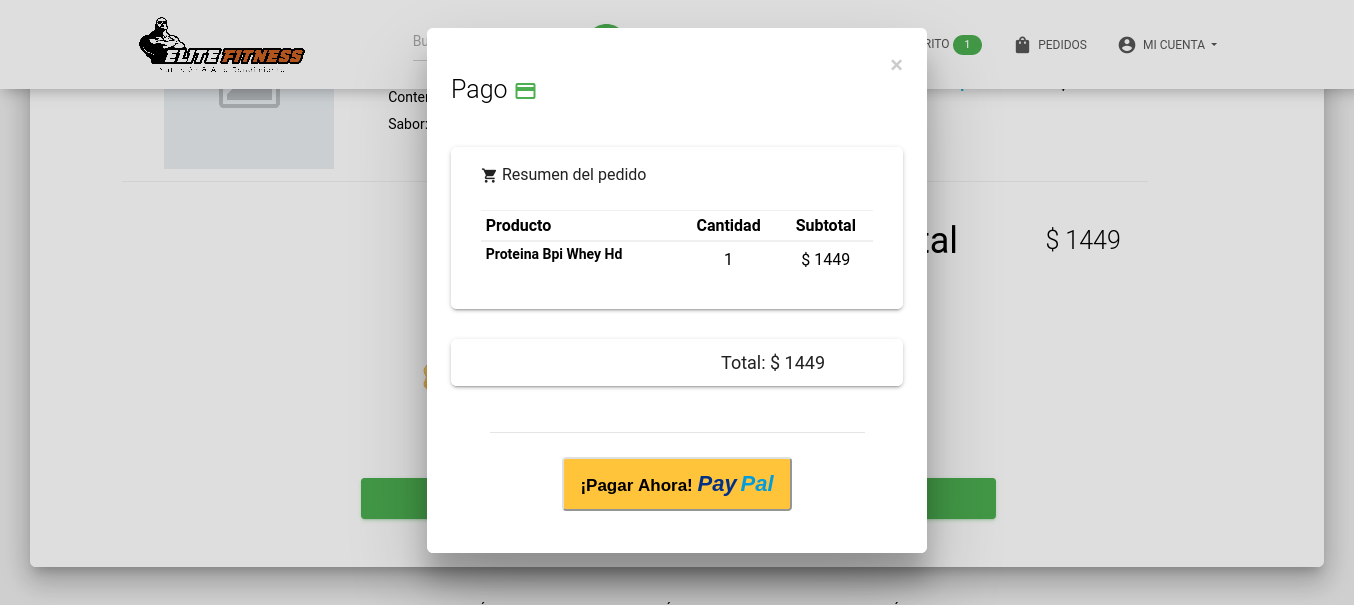 ELITE FITNESS
Bu
RITO 1
PEDIDOS
MI CUENTA
×
Pago
Conten
Sabor:
Resumen del pedido
Producto Cantidad Subtotal
Proteina Bpi Whey Hd 1 $ 1449
tal $ 1449
Total: $ 1449
¡Pagar Ahora! PayPal